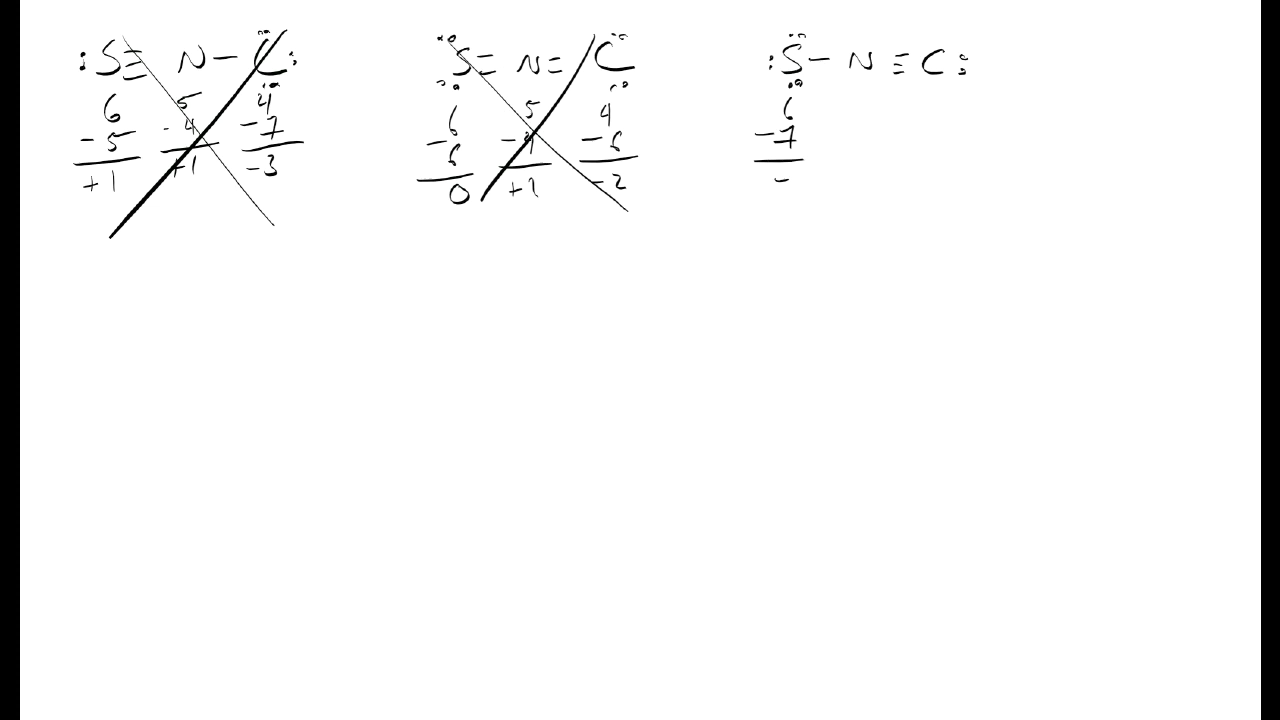 :S≡ N-C: S= N= C :S- N≡C:
6 5 4 6 5 4 6
-5 -4 -7 -6 -4 -6 -7
+1 +1 -3 0 +1 -2 -